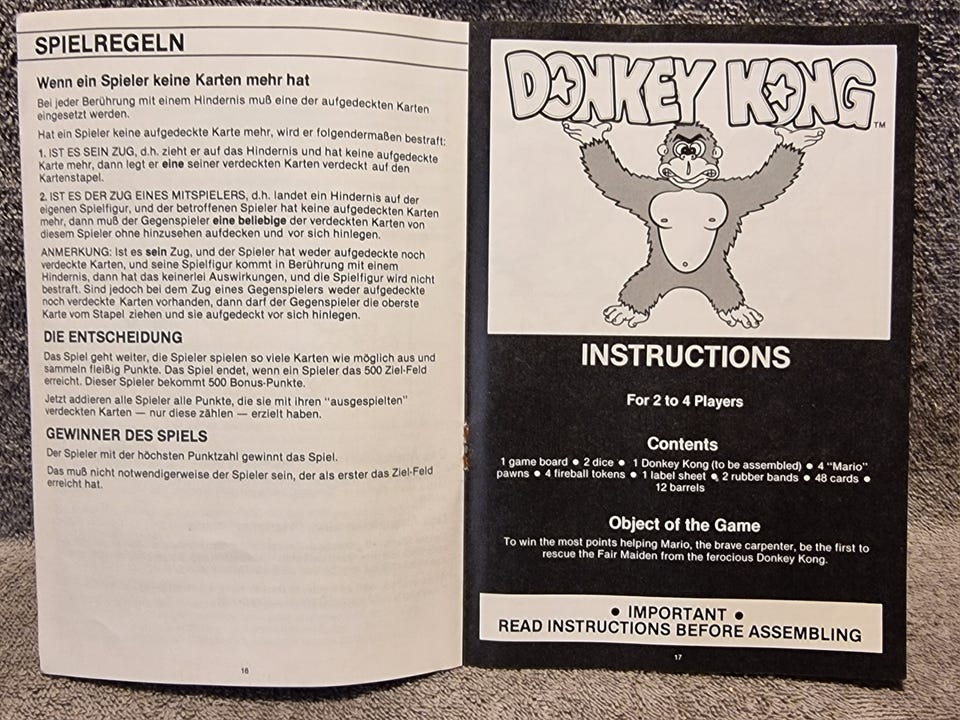 SPIELREGELN
Wenn ein Spieler keine Karten mehr hat
Bei jeder Berührung mit einem Hindernis muß eine der aufgedeckten Karten
eingesetzt werden.
Hat ein Spieler keine aufgedeckte Karte mehr, wird er folgendermaßen bestraft:
1. IST ES SEIN ZUG, d.h. zieht er auf das Hindernis und hat keine aufgedeckte
Karte mehr, dann legt er eine seiner verdeckten Karten verdeckt auf den
Kartenstapel.
2. IST ES DER ZUG EINES MITSPIELERS, d.h. landet ein Hindernis auf der
eigenen Spielfigur, und der betroffenen Spieler hat keine aufgedeckten Karten
mehr, dann muß der Gegenspieler eine beliebige der verdeckten Karten von
diesem Spieler ohne hinzusehen aufdecken und vor sich hinlegen.
ANMERKUNG: Ist es sein Zug, und der Spieler hat weder aufgedeckte noch
verdeckte Karten, und seine Spielfigur kommt in Berührung mit einem
Hindernis, dann hat das keinerlei Auswirkungen, und die Spielfigur wird nicht
bestraft. Sind jedoch bei dem Zug eines Gegenspielers weder aufgedeckte
noch verdeckte Karten vorhanden, dann darf der Gegenspieler die oberste
Karte vom Stapel ziehen und sie aufgedeckt vor sich hinlegen.
DIE ENTSCHEIDUNG
Das Spiel geht weiter, die Spieler spielen so viele Karten wie möglich aus und
sammeln fleißig Punkte. Das Spiel endet, wenn ein Spieler das 500 Ziel-Feld
erreicht. Dieser Spieler bekommt 500 Bonus-Punkte.
Jetzt addieren alle Spieler alle Punkte, die sie mit ihren "ausgespielten"
verdeckten Karten — nur diese zählen — erzielt haben.
GEWINNER DES SPIELS
Der Spieler mit der höchsten Punktzahl gewinnt das Spiel.
Das muß nicht notwendigerweise der Spieler sein, der als erster das Ziel-Feld
erreicht hat.
16
DONKEY KONG™
INSTRUCTIONS
For 2 to 4 Players
Contents
1 game board ● 2 dice ● 1 Donkey Kong (to be assembled) ● 4 "Mario"
pawns ● 4 fireball tokens ● 1 label sheet ● 2 rubber bands ● 48 cards ●
12 barrels
Object of the Game
To win the most points helping Mario, the brave carpenter, be the first to
rescue the Fair Maiden from the ferocious Donkey Kong.
● IMPORTANT ●
READ INSTRUCTIONS BEFORE ASSEMBLING
17